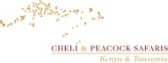 CHELI & PEACOCK SAFARIS
Kenya & Tanzania